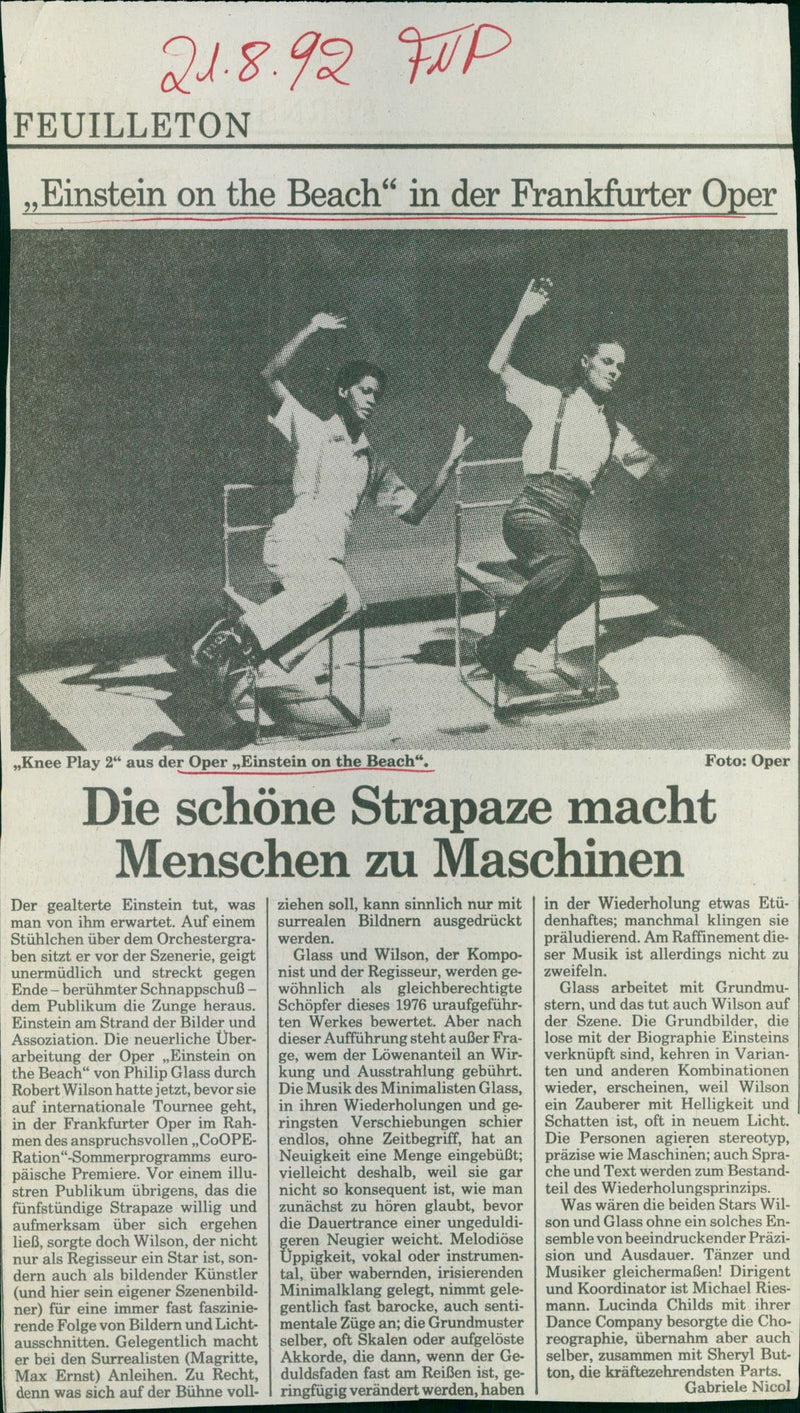 21.8.92 FNP
FEUILLETON
„Einstein on the Beach“ in der Frankfurter Oper
„Knee Play 2“ aus der Oper „Einstein on the Beach“.
Foto: Oper
Die schöne Strapaze macht
Menschen zu Maschinen
Der gealterte Einstein tut, was
man von ihm erwartet. Auf einem
Stühlchen über dem Orchestergra-
ben sitzt er vor der Szenerie, geigt
unermüdlich und streckt gegen
Ende – berühmter Schnappschuß –
dem Publikum die Zunge heraus.
Einstein am Strand der Bilder und
Assoziation. Die neuerliche Über-
arbeitung der Oper „Einstein on
the Beach“ von Philip Glass durch
Robert Wilson hatte jetzt, bevor sie
auf internationale Tournee geht,
in der Frankfurter Oper im Rah-
men des anspruchsvollen „CoOPE-
Ration“-Sommerprogramms euro-
päische Premiere. Vor einem illu-
stren Publikum übrigens, das die
fünfstündige Strapaze willig und
aufmerksam über sich ergehen
ließ, sorgte doch Wilson, der nicht
nur als Regisseur ein Star ist, son-
dern auch als bildender Künstler
(und hier sein eigener Szenenbild-
ner) für eine immer fast faszinie-
rende Folge von Bildern und Licht-
ausschnitten. Gelegentlich macht
er bei den Surrealisten (Magritte,
Max Ernst) Anleihen. Zu Recht,
denn was sich auf der Bühne voll-
ziehen soll, kann sinnlich nur mit
surrealen Bildnern ausgedrückt
werden.
Glass und Wilson, der Kompo-
nist und der Regisseur, werden ge-
wöhnlich als gleichberechtigte
Schöpfer dieses 1976 uraufgeführ-
ten Werkes bewertet. Aber nach
dieser Aufführung steht außer Fra-
ge, wem der Löwenanteil an Wir-
kung und Ausstrahlung gebührt.
Die Musik des Minimalisten Glass,
in ihren Wiederholungen und ge-
ringsten Verschiebungen schier
endlos, ohne Zeitbegriff, hat an
Neuigkeit eine Menge eingebüßt;
vielleicht deshalb, weil sie gar
nicht so konsequent ist, wie man
zunächst zu hören glaubt, bevor
die Dauertrance einer ungeduldi-
geren Neugier weicht. Melodiöse
Üppigkeit, vokal oder instrumen-
tal, über wabernden, irisierenden
Minimalklang gelegt, nimmt gele-
gentlich fast barocke, auch senti-
mentale Züge an; die Grundmuster
selber, oft Skalen oder aufgelöste
Akkorde, die dann, wenn der Ge-
duldsfaden fast am Reißen ist, ge-
ringfügig verändert werden, haben
in der Wiederholung etwas Etü-
denhaftes; manchmal klingen sie
präludierend. Am Raffinement die-
ser Musik ist allerdings nicht zu
zweifeln.
Glass arbeitet mit Grundmu-
stern, und das tut auch Wilson auf
der Szene. Die Grundbilder, die
lose mit der Biographie Einsteins
verknüpft sind, kehren in Varian-
ten und anderen Kombinationen
wieder, erscheinen, weil Wilson
ein Zauberer mit Helligkeit und
Schatten ist, oft in neuem Licht.
Die Personen agieren stereotyp,
präzise wie Maschinen; auch Spra-
che und Text werden zum Bestand-
teil des Wiederholungsprinzips.
Was wären die beiden Stars Wil-
son und Glass ohne ein solches En-
semble von beeindruckender Präzi-
sion und Ausdauer. Tänzer und
Musiker gleichermaßen! Dirigent
und Koordinator ist Michael Ries-
mann. Lucinda Childs mit ihrer
Dance Company besorgte die Cho-
reographie, übernahm aber auch
selber, zusammen mit Sheryl But-
ton, die kräftezehrendsten Parts.
Gabriele Nicol